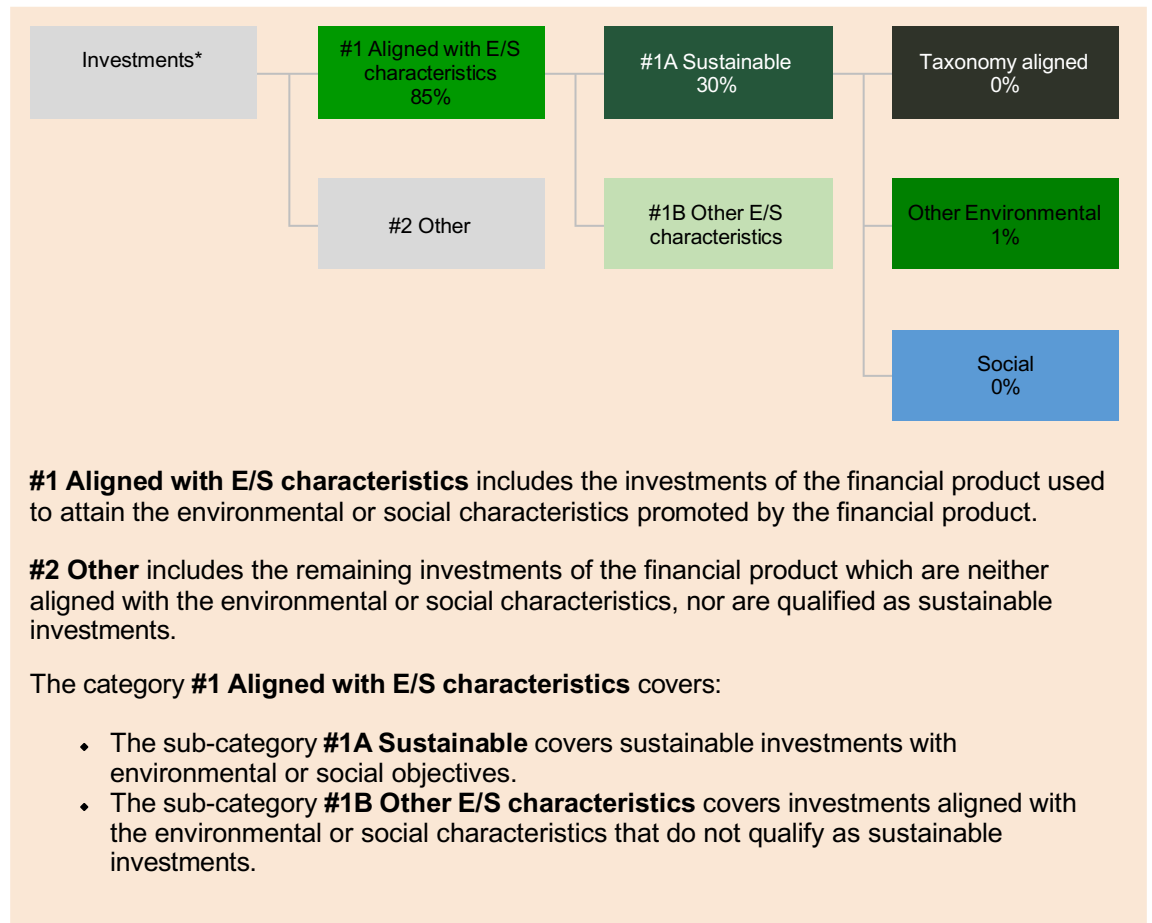 Investments*
#1 Aligned with E/S
characteristics
85%
#1A Sustainable
30%
Taxonomy aligned
0%
#2 Other
#1B Other E/S
characteristics
Other Environmental
1%
Social
0%
#1 Aligned with E/S characteristics includes the investments of the financial product used
to attain the environmental or social characteristics promoted by the financial product.
#2 Other includes the remaining investments of the financial product which are neither
aligned with the environmental or social characteristics, nor are qualified as sustainable
investments.
The category #1 Aligned with E/S characteristics covers:
⬥ The sub-category #1A Sustainable covers sustainable investments with
environmental or social objectives.
⬥ The sub-category #1B Other E/S characteristics covers investments aligned with
the environmental or social characteristics that do not qualify as sustainable
investments.